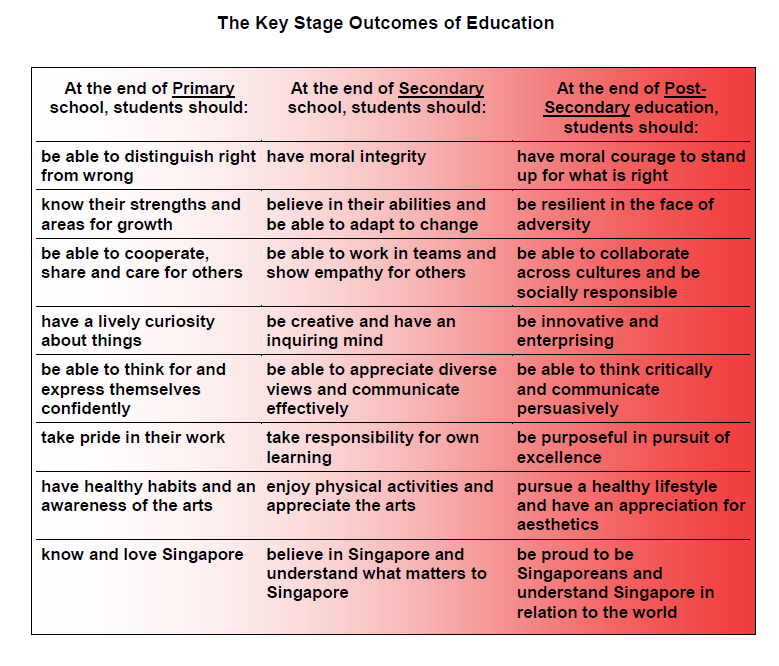 The Key Stage Outcomes of Education
At the end of Primary
school, students should:
At the end of Secondary
school, students should:
At the end of Post-
Secondary education,
students should:
be able to distinguish right
from wrong
have moral integrity
have moral courage to stand
up for what is right
know their strengths and
areas for growth
believe in their abilities and
be able to adapt to change
be resilient in the face of
adversity
be able to cooperate,
share and care for others
be able to work in teams and
show empathy for others
be able to collaborate
across cultures and be
socially responsible
have a lively curiosity
about things
be creative and have an
inquiring mind
be innovative and
enterprising
be able to think for and
express themselves
confidently
be able to appreciate diverse
views and communicate
effectively
be able to think critically
and communicate
persuasively
take pride in their work
take responsibility for own
learning
be purposeful in pursuit of
excellence
have healthy habits and an
awareness of the arts
enjoy physical activities and
appreciate the arts
pursue a healthy lifestyle
and have an appreciation for
aesthetics
know and love Singapore
believe in Singapore and
understand what matters to
Singapore
be proud to be
Singaporeans and
understand Singapore in
relation to the world